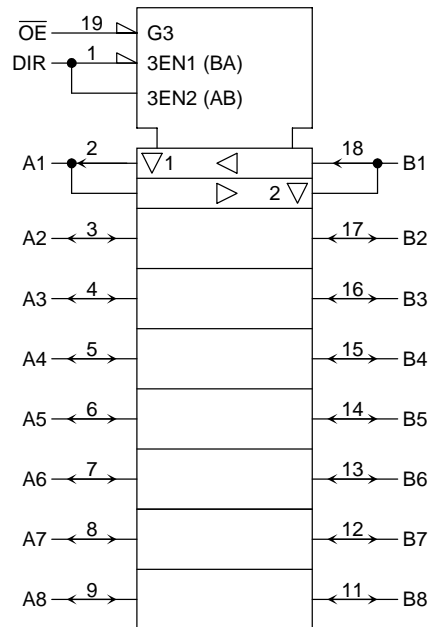 OE 19 G3
DIR 1 3EN1 (BA)
3EN2 (AB)
A1 2 1 18 B1
2
A2 3 17 B2
A3 4 16 B3
A4 5 15 B4
A5 6 14 B5
A6 7 13 B6
A7 8 12 B7
A8 9 11 B8